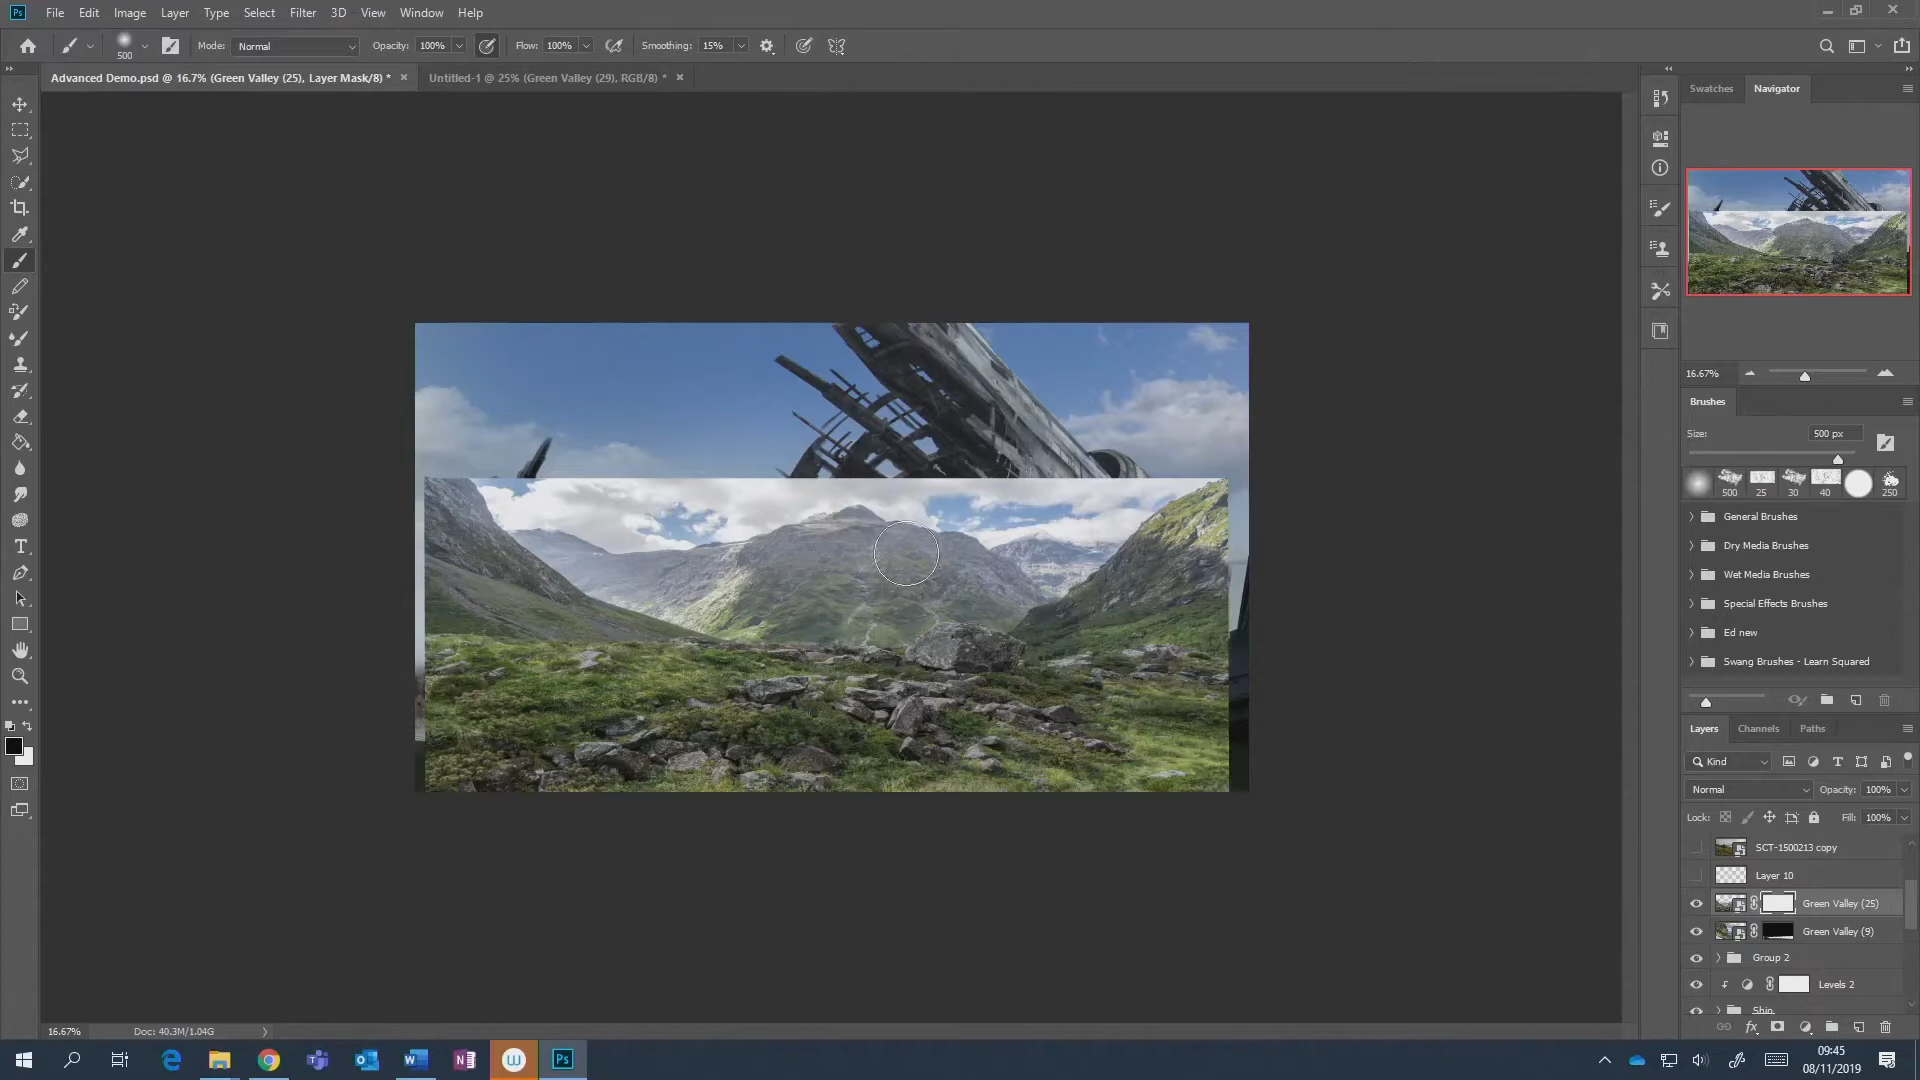 Ps File Edit Image Layer Type Select Filter 3D View Window Help
500 Mode: Normal Opacity: 100% Flow: 100% Smoothing: 15%
Advanced Demo.psd @ 16.7% (Green Valley (25), Layer Mask/8) * × Untitled-1 @ 25% (Green Valley (29), RGB/8) * ×
Swatches Navigator
16.67%
Brushes
Size: 500 px
500 25 30 40 250
General Brushes
Dry Media Brushes
Wet Media Brushes
Special Effects Brushes
Ed new
Swang Brushes - Learn Squared
Layers Channels Paths
Kind
Normal Opacity: 100%
Lock: Fill: 100%
SCT-1500213 copy
Layer 10
Green Valley (25)
Green Valley (9)
Group 2
Levels 2
Ship
fx
16.67% Doc: 40.3M/1.04G
09:45
08/11/2019